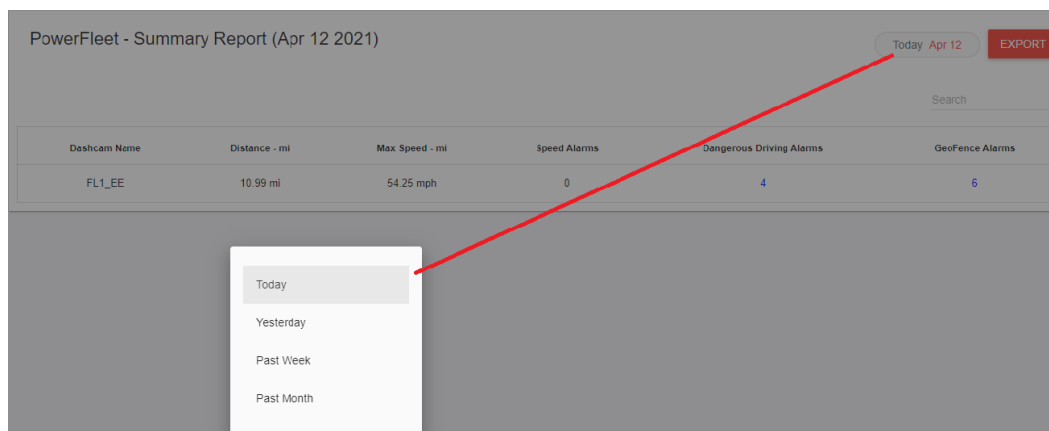 PowerFleet - Summary Report (Apr 12 2021)
Today Apr 12
EXPORT
Search
Dashcam Name Distance - mi Max Speed - mi Speed Alarms Dangerous Driving Alarms GeoFence Alarms
FL1_EE 10.99 mi 54.25 mph 0 4 6
Today
Yesterday
Past Week
Past Month